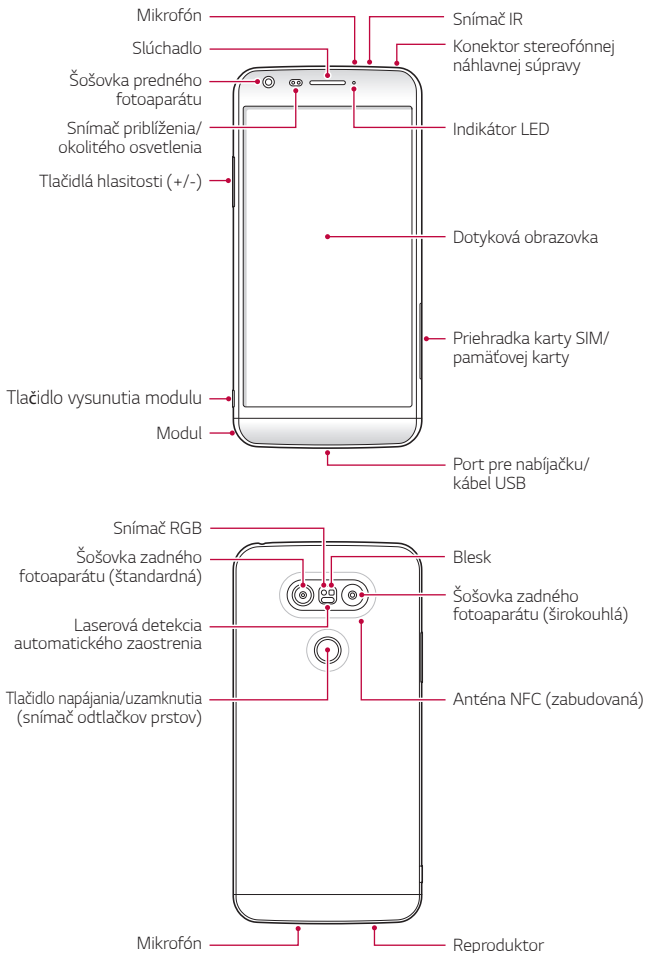 Mikrofón
Slúchadlo
Šošovka predného
fotoaparátu
Snímač priblíženia/
okolitého osvetlenia
Tlačidlá hlasitosti (+/-)
Tlačidlo vysunutia modulu
Modul
Snímač IR
Konektor stereofónnej
náhlavnej súpravy
Indikátor LED
Dotyková obrazovka
Priehradka karty SIM/
pamäťovej karty
Port pre nabíjačku/
kábel USB
Snímač RGB
Šošovka zadného
fotoaparátu (štandardná)
Laserová detekcia
automatického zaostrenia
Tlačidlo napájania/uzamknutia
(snímač odtlačkov prstov)
Mikrofón
Blesk
Šošovka zadného
fotoaparátu (širokouhlá)
Anténa NFC (zabudovaná)
Reproduktor